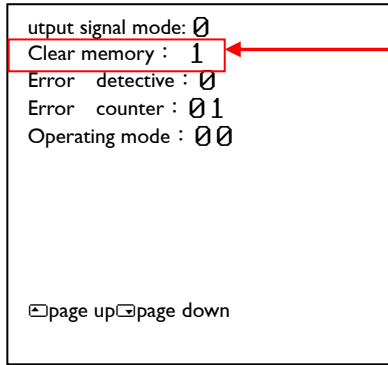 utput signal mode: 0
Clear memory： 1
Error detective：0
Error counter：01
Operating mode：00
page up page down